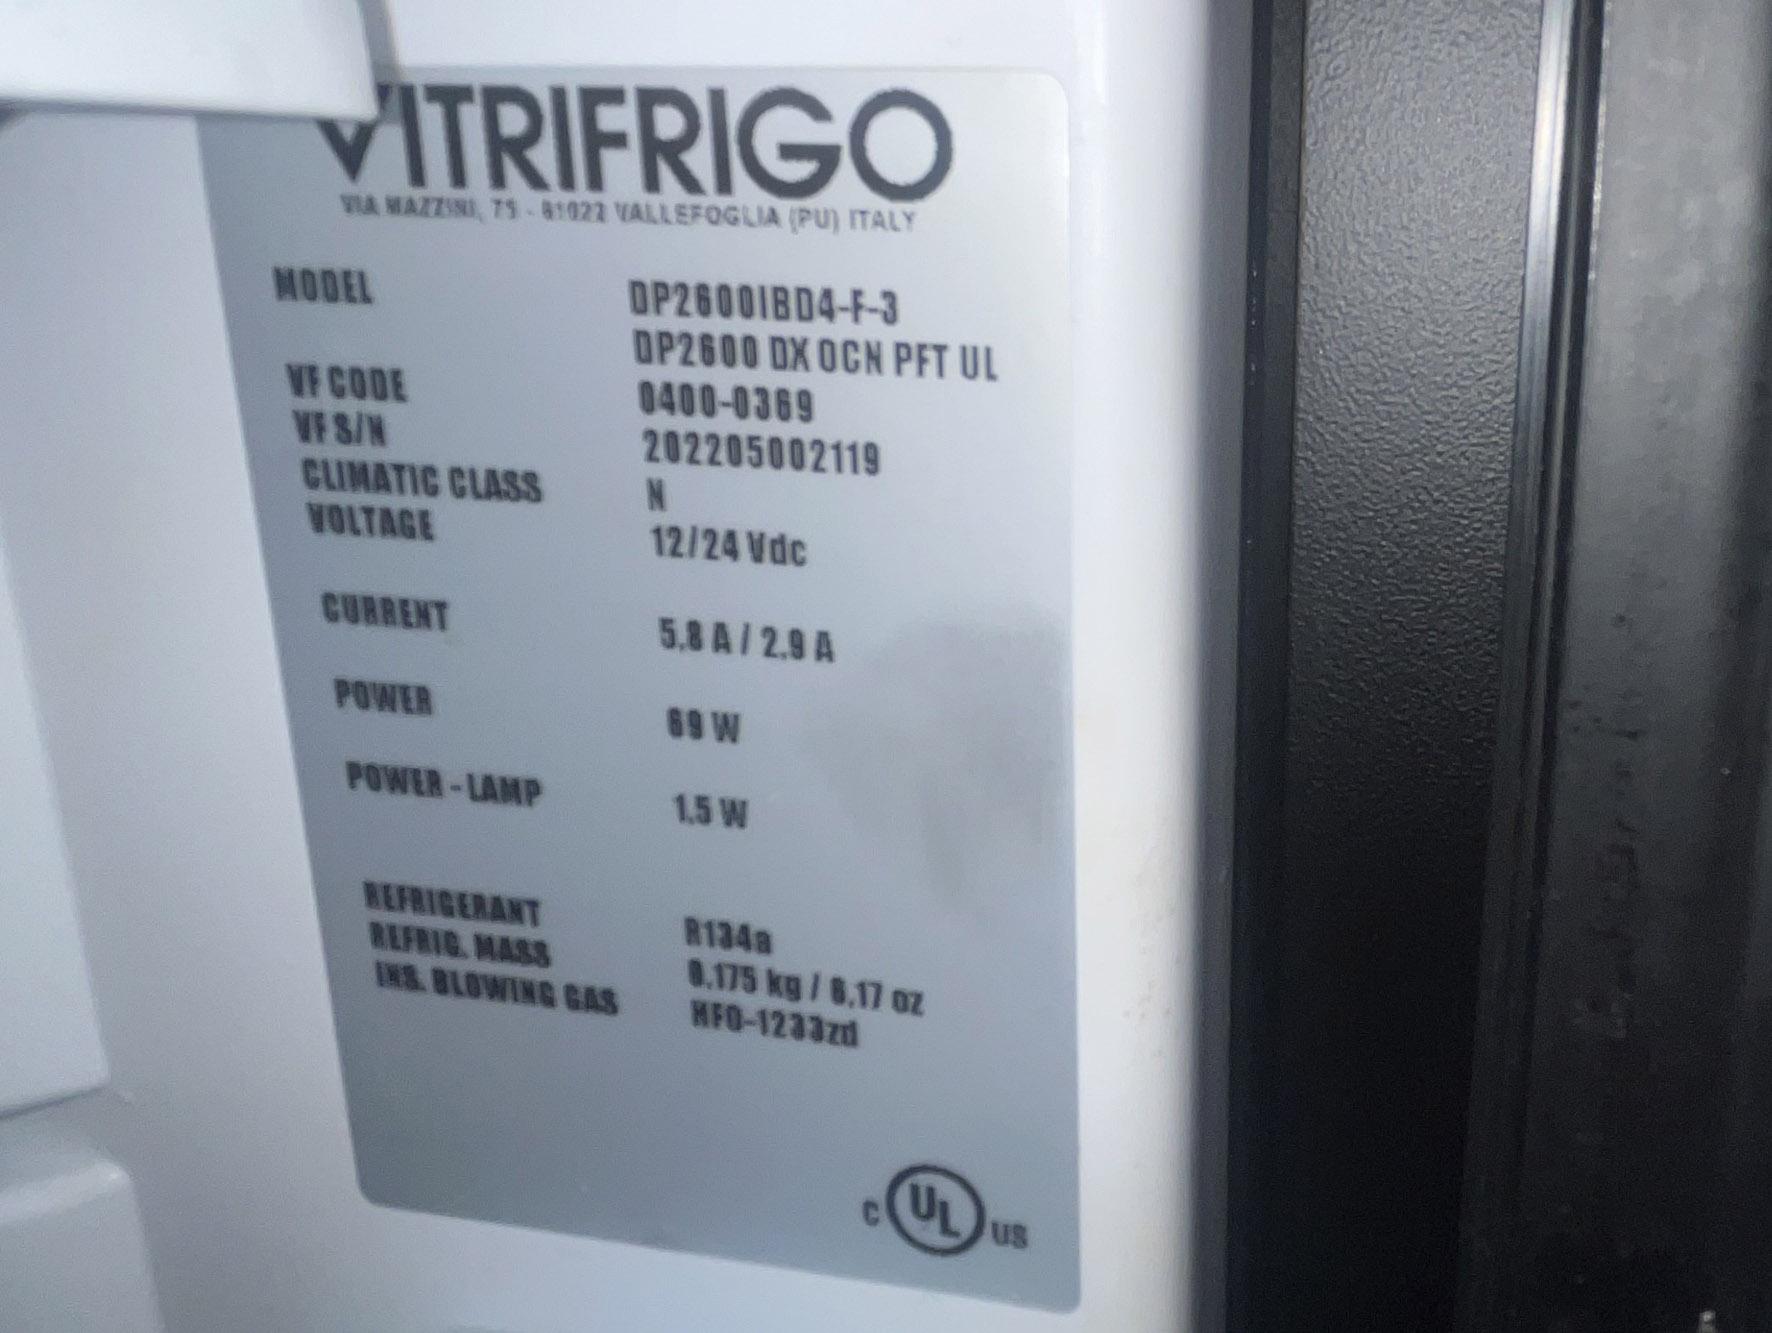 VITRIFRIGO
VIA MAZZINI, 75 - 61022 VALLEFOGLIA (PU) ITALY
MODEL DP2600IBD4-F-3
DP2600 DX OCN PFT UL
VF CODE 0400-0369
VF S/N 202205002119
CLIMATIC CLASS N
VOLTAGE 12/24 Vdc
CURRENT 5.8 A / 2.9 A
POWER 69 W
POWER - LAMP 1.5 W
REFRIGERANT R134a
REFRIG. MASS 0.175 kg / 6.17 oz
INS. BLOWING GAS HFO-1233zd
C UL US